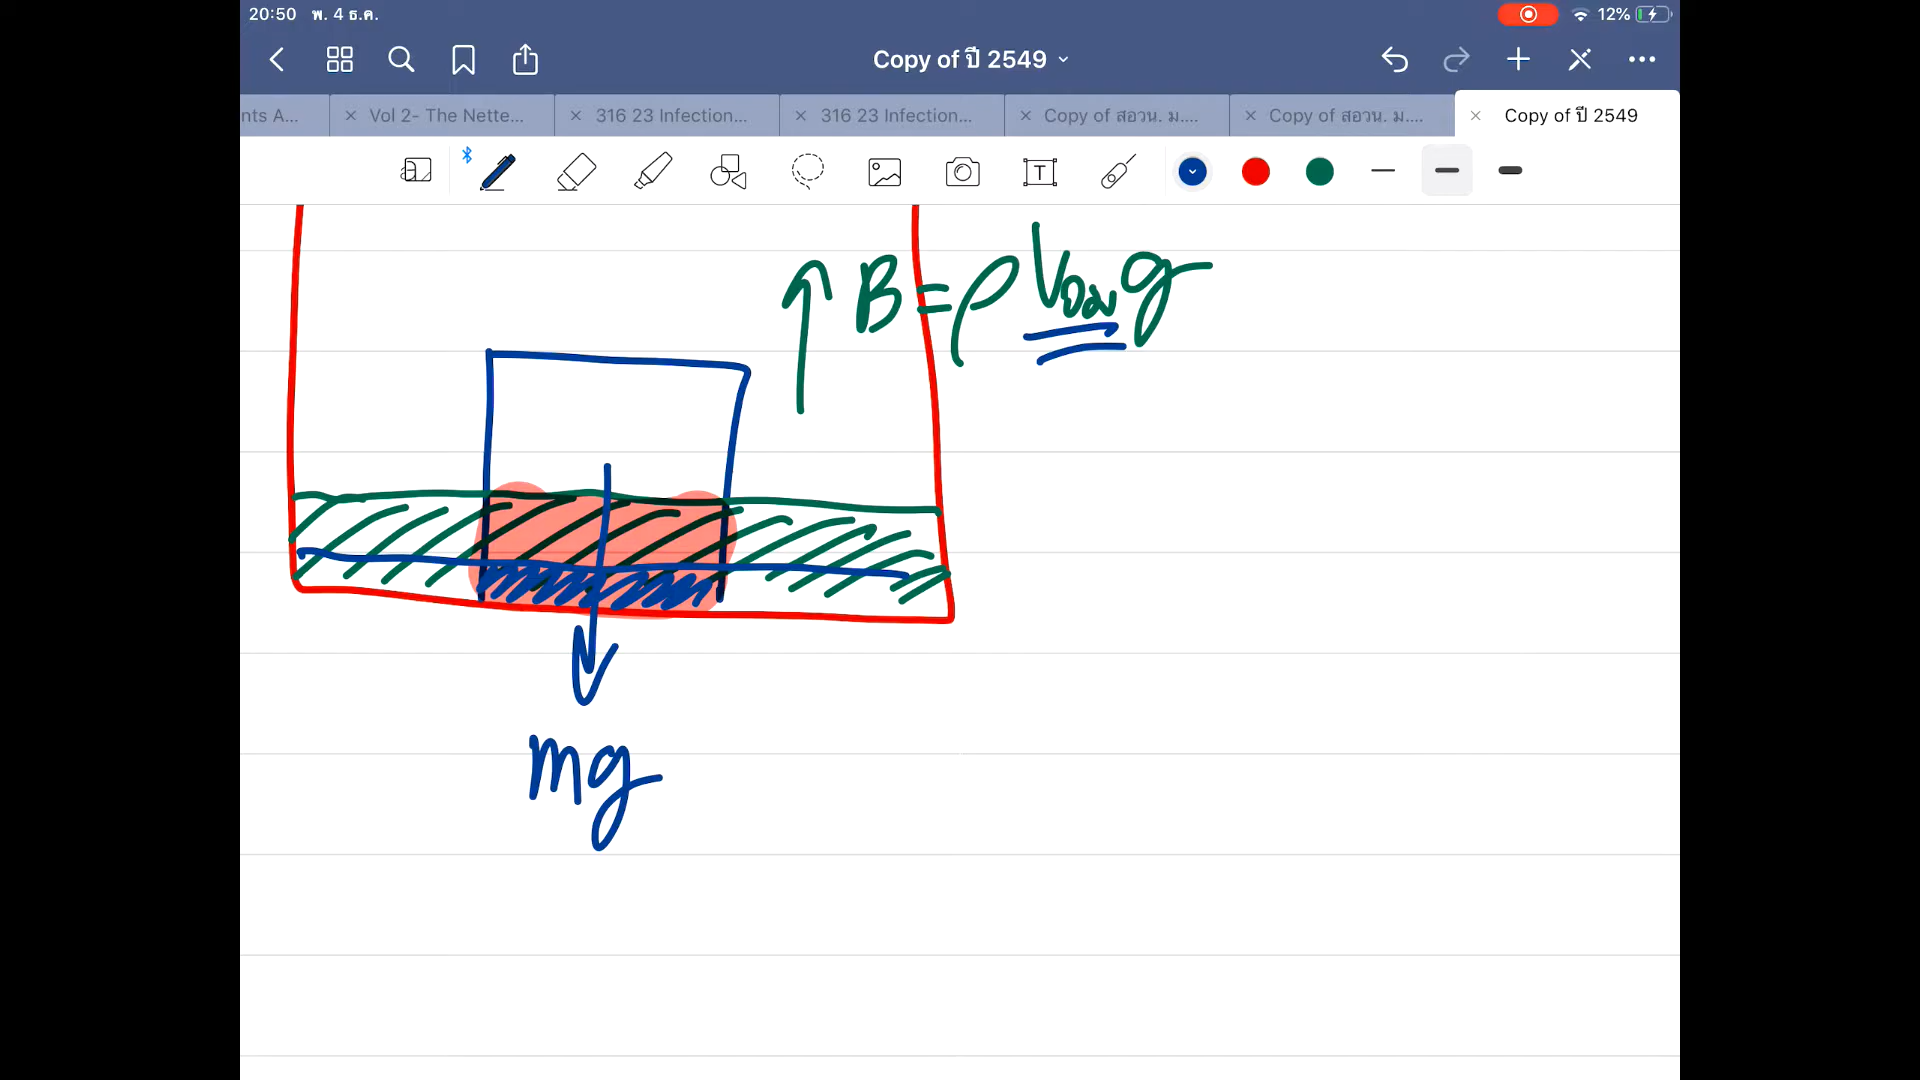 20:50 พ. 4 ธ.ค. 12%
Copy of ปี 2549
nts A... Vol 2- The Nette... 316 23 Infection... 316 23 Infection... Copy of สอวน. ม.... Copy of สอวน. ม.... Copy of ปี 2549
T
B = ρ Vจม g
mg